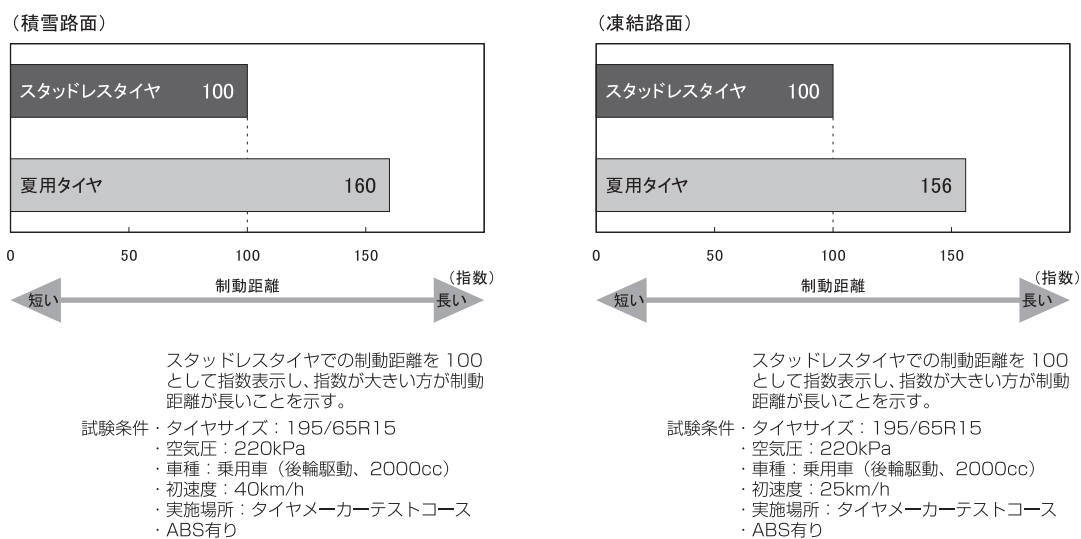 （積雪路面）
スタッドレスタイヤ 100
夏用タイヤ 160
0 50 100 150
（指数）
制動距離
短い 長い
スタッドレスタイヤでの制動距離を 100
として指数表示し、指数が大きい方が制動
距離が長いことを示す。
試験条件・タイヤサイズ：195/65R15
・空気圧：220kPa
・車種：乗用車（後輪駆動、2000cc）
・初速度：40km/h
・実施場所：タイヤメーカーテストコース
・ABS有り
（凍結路面）
スタッドレスタイヤ 100
夏用タイヤ 156
0 50 100 150
（指数）
制動距離
短い 長い
スタッドレスタイヤでの制動距離を 100
として指数表示し、指数が大きい方が制動
距離が長いことを示す。
試験条件・タイヤサイズ：195/65R15
・空気圧：220kPa
・車種：乗用車（後輪駆動、2000cc）
・初速度：25km/h
・実施場所：タイヤメーカーテストコース
・ABS有り